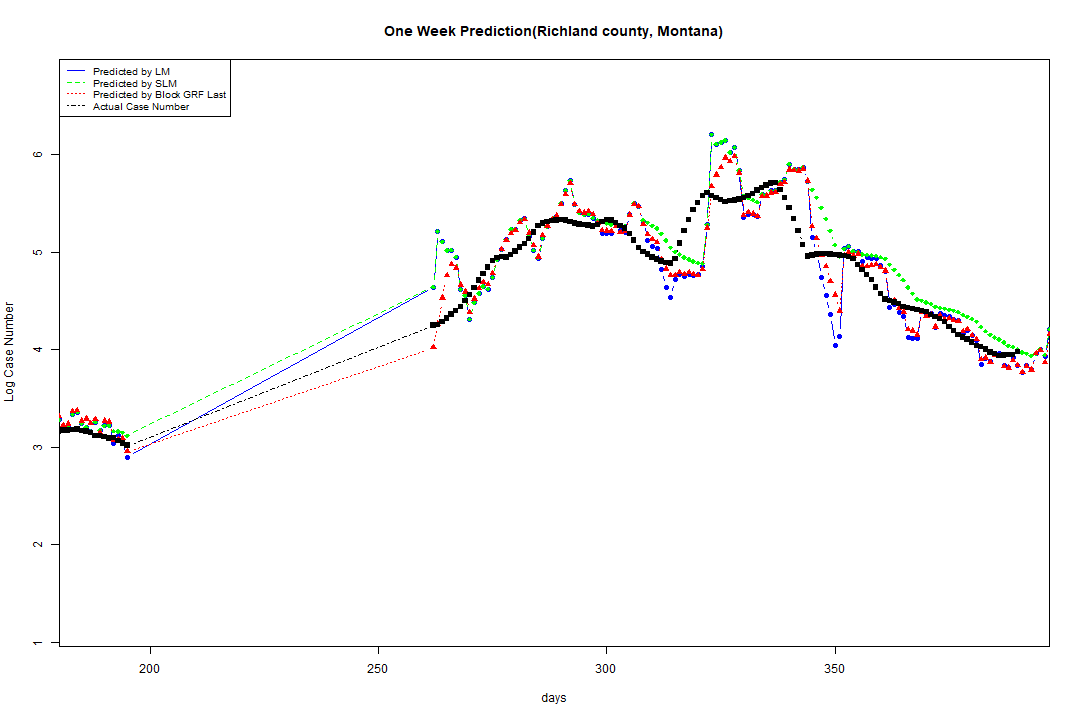 One Week Prediction(Richland county, Montana)
Predicted by LM
Predicted by SLM
Predicted by Block GRF Last
Actual Case Number
Log Case Number
6
5
4
3
2
1
200
250
300
350
days